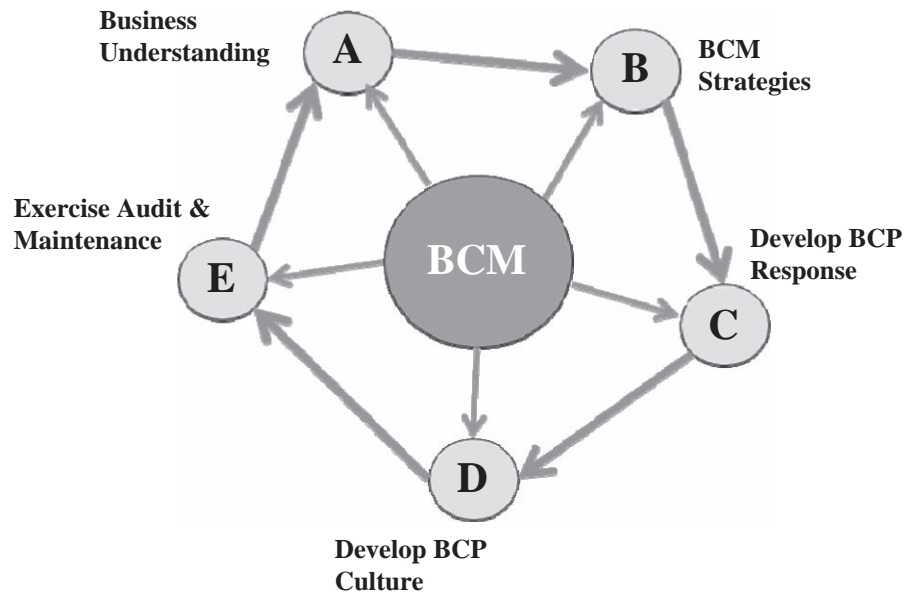 Business
Understanding
A
B
BCM
Strategies
Exercise Audit &
Maintenance
BCM
Develop BCP
Response
E
C
D
Develop BCP
Culture